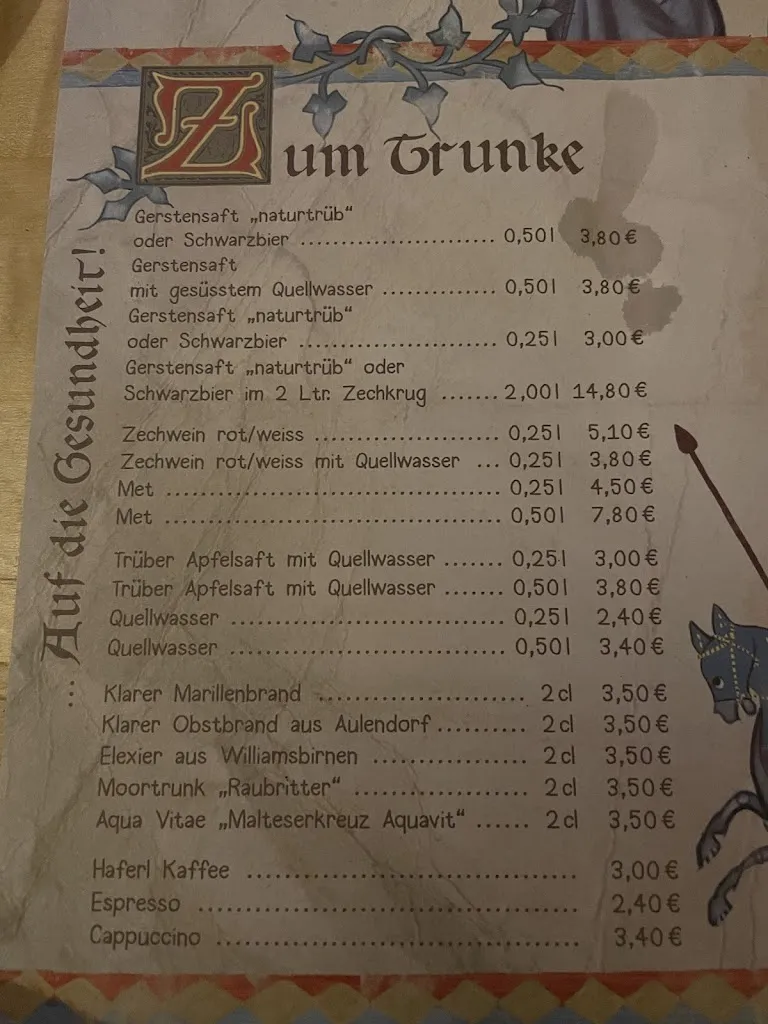 Zum Trunke
Gerstensaft „naturtrüb“
oder Schwarzbier ........................ 0,50l 3,80€
Gerstensaft
mit gesüsstem Quellwasser .............. 0,50l 3,80€
Gerstensaft „naturtrüb“
oder Schwarzbier ........................ 0,25l 3,00€
Gerstensaft „naturtrüb“ oder
Schwarzbier im 2 Ltr. Zechkrug ....... 2,00l 14,80€
Zechwein rot/weiss ...................... 0,25l 5,10€
Zechwein rot/weiss mit Quellwasser ... 0,25l 3,80€
Met ........................................ 0,25l 4,50€
Met ........................................ 0,50l 7,80€
Trüber Apfelsaft mit Quellwasser ....... 0,25l 3,00€
Trüber Apfelsaft mit Quellwasser ....... 0,50l 3,80€
Quellwasser ................................ 0,25l 2,40€
Quellwasser .................................. 0,50l 3,40€
Klarer Marillenbrand ......................... 2cl 3,50€
Klarer Obstbrand aus Aulendorf........... 2cl 3,50€
Elexier aus Williamsbirnen ................... 2cl 3,50€
Moortrunk „Raubritter“ ..................... 2cl 3,50€
Aqua Vitae „Malteserkreuz Aquavit“ ...... 2cl 3,50€
Haferl Kaffee ........................................ 3,00€
Espresso .............................................. 2,40€
Cappuccino ........................................... 3,40€
... Auf die Gesundheit!